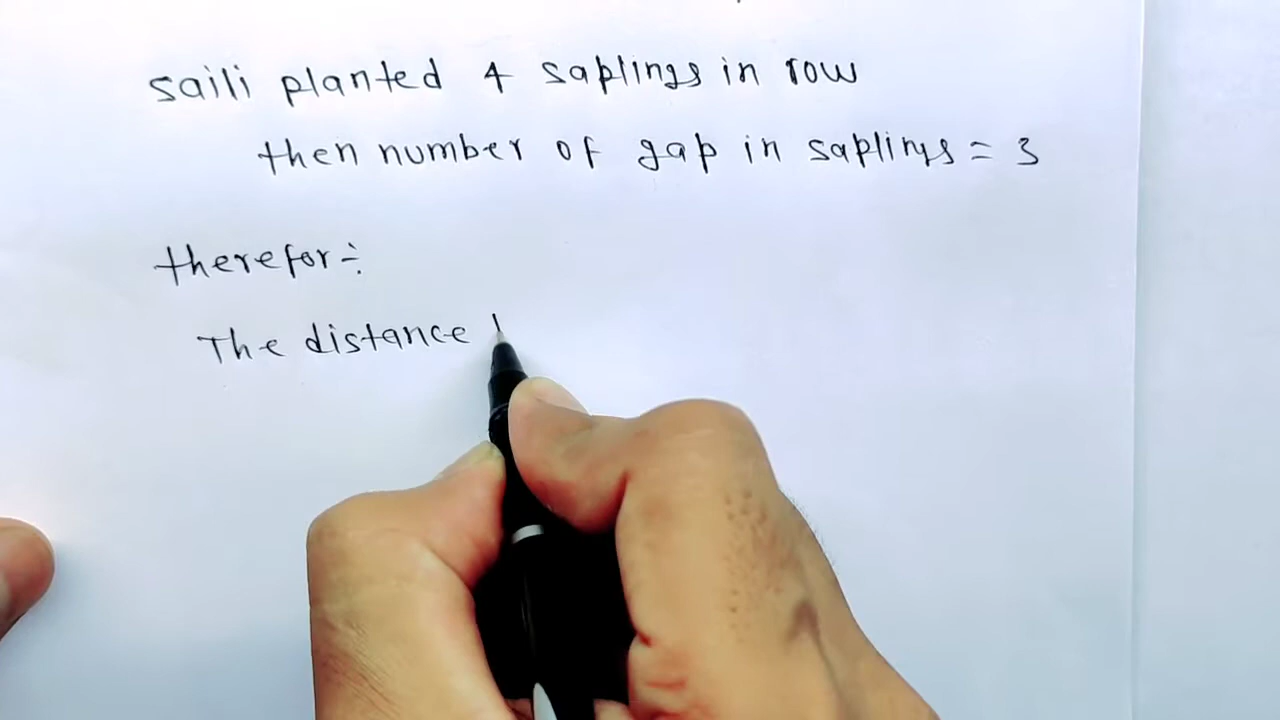 saili planted 4 saplings in row
then number of gap in saplings = 3
therefor÷
The distance